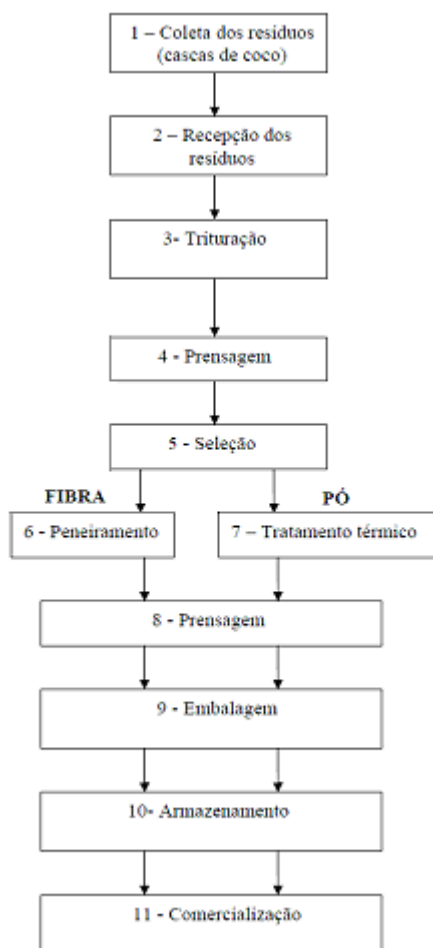 1 – Coleta dos resíduos
(cascas de coco)
2 – Recepção dos
resíduos
3- Trituração
4 - Prensagem
5 - Seleção
FIBRA
PÓ
6 - Peneiramento
7 – Tratamento térmico
8 - Prensagem
9 - Embalagem
10- Armazenamento
11 - Comercialização